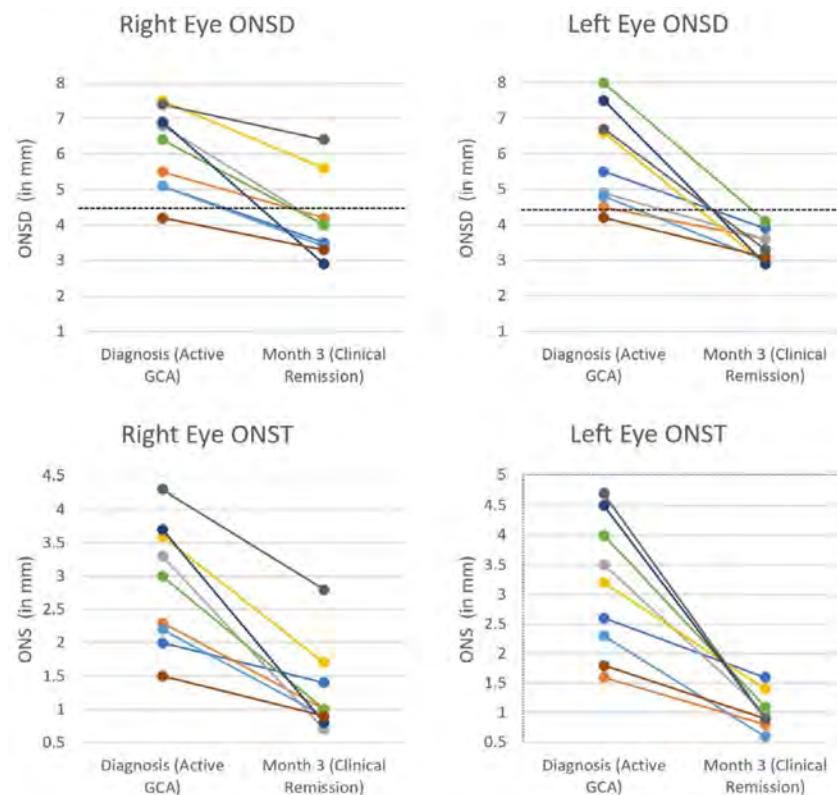 Right Eye ONSD
8
7
6
5
4
3
2
1
ONSD (in mm)
Diagnosis (Active GCA)
Month 3 (Clinical Remission)
Left Eye ONSD
8
7
6
5
4
3
2
1
ONSD (in mm)
Diagnosis (Active GCA)
Month 3 (Clinical Remission)
Right Eye ONST
4.5
4
3.5
3
2.5
2
1.5
1
0.5
ONS (in mm)
Diagnosis (Active GCA)
Month 3 (Clinical Remission)
Left Eye ONST
5
4.5
4
3.5
3
2.5
2
1.5
1
0.5
ONS (in mm)
Diagnosis (Active GCA)
Month 3 (Clinical Remission)